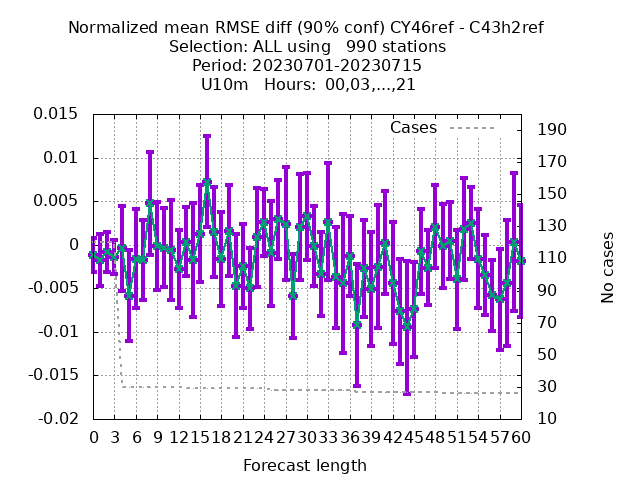 Normalized mean RMSE diff (90% conf) CY46ref - C43h2ref
Selection: ALL using   990 stations
Period: 20230701-20230715
U10m   Hours:  00,03,...,21
Cases
0.015
0.01
0.005
0
-0.005
-0.01
-0.015
-0.02
190
170
150
130
110
90
70
50
30
10
No cases
0 3 6 9 12 15 18 21 24 27 30 33 36 39 42 45 48 51 54 57 60
Forecast length